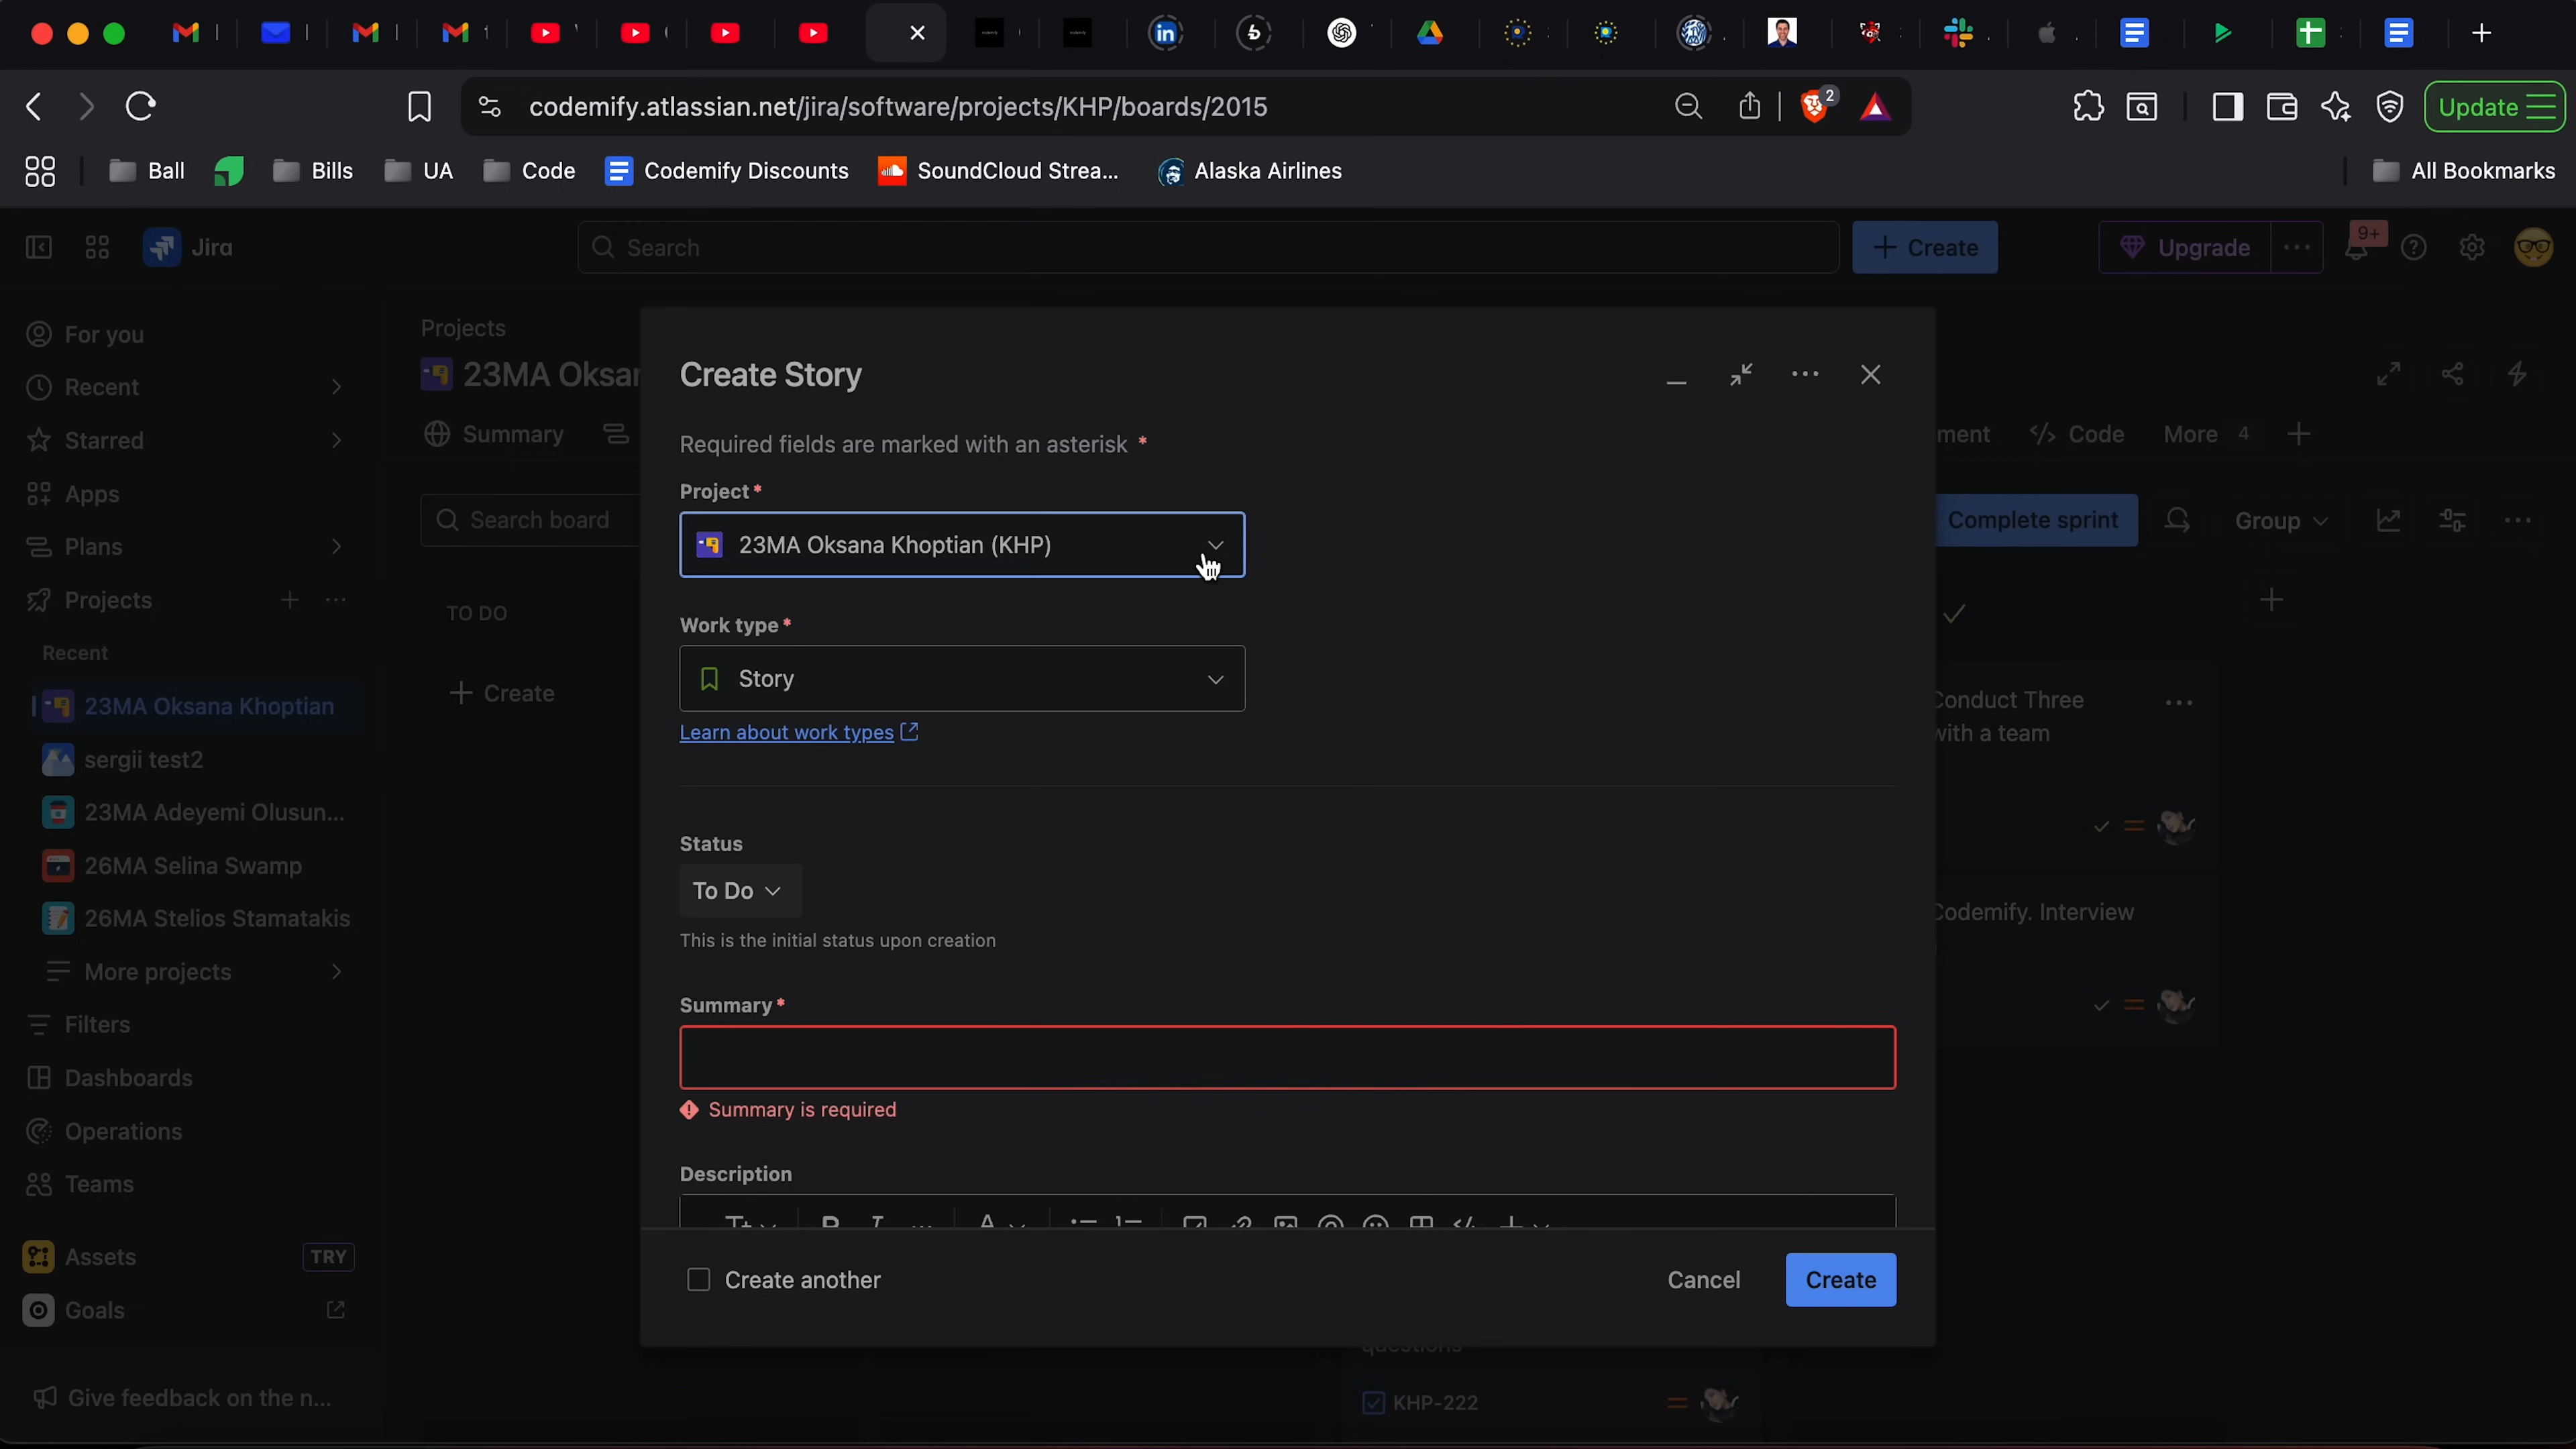 codemify.atlassian.net/jira/software/projects/KHP/boards/2015
2
Update
Ball
Bills
UA
Code
Codemify Discounts
SoundCloud Strea...
Alaska Airlines
All Bookmarks
Jira
Search
+ Create
Upgrade
9+
For you
Recent
Starred
Apps
Plans
Projects
Recent
23MA Oksana Khoptian
sergii test2
23MA Adeyemi Olusun...
26MA Selina Swamp
26MA Stelios Stamatakis
More projects
Filters
Dashboards
Operations
Teams
Assets
TRY
Goals
Give feedback on the n...
Projects
23MA Oksan
Summary
Search board
TO DO
+ Create
Create Story
Required fields are marked with an asterisk *
Project *
23MA Oksana Khoptian (KHP)
Work type *
Story
Learn about work types
Status
To Do
This is the initial status upon creation
Summary *
Summary is required
Description
Create another
Cancel
Create
ment
Code
More 4
Complete sprint
Group
Conduct Three
with a team
Codemify. Interview
questions
KHP-222